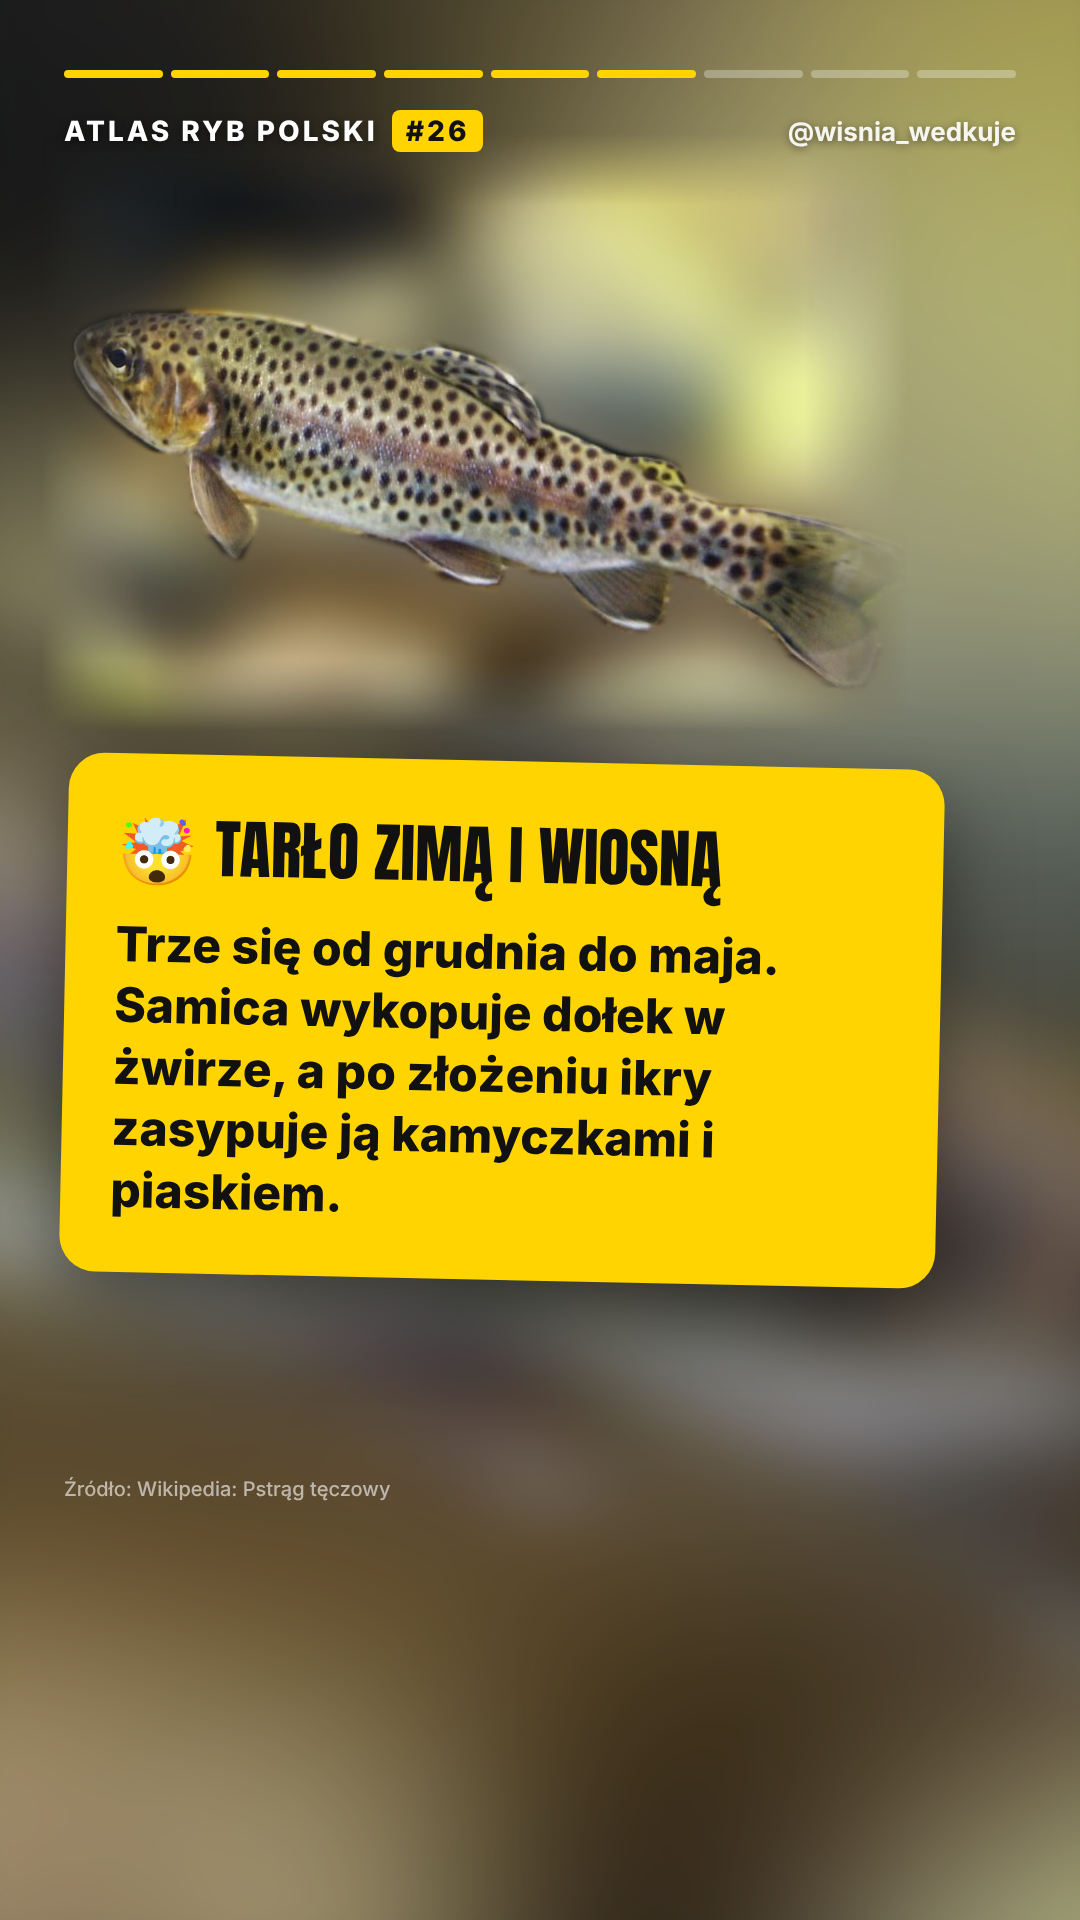 ATLAS RYB POLSKI #26
@wisnia_wedkuje
🤯 TARŁO ZIMĄ I WIOSNĄ
Trze się od grudnia do maja.
Samica wykopuje dołek w
żwirze, a po złożeniu ikry
zasypuje ją kamyczkami i
piaskiem.
Źródło: Wikipedia: Pstrąg tęczowy